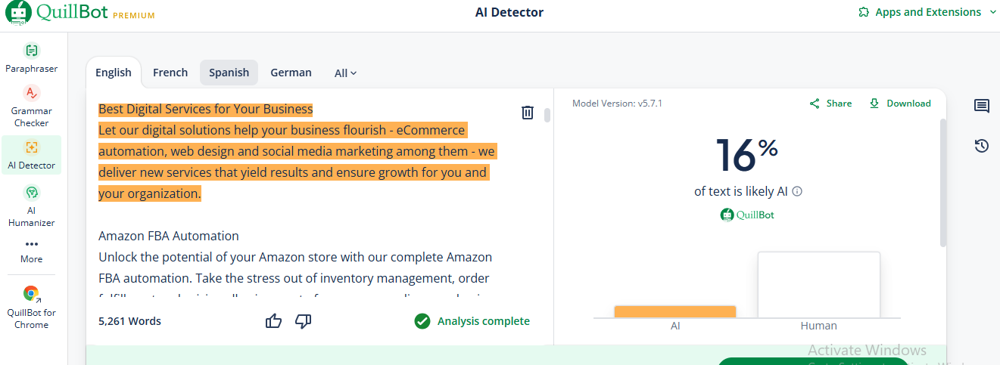 QuillBot PREMIUM
AI Detector
Apps and Extensions
Paraphraser
Grammar
Checker
AI Detector
AI
Humanizer
More
QuillBot for
Chrome
English French Spanish German All
Best Digital Services for Your Business
Let our digital solutions help your business flourish - eCommerce
automation, web design and social media marketing among them - we
deliver new services that yield results and ensure growth for you and
your organization.
Amazon FBA Automation
Unlock the potential of your Amazon store with our complete Amazon
FBA automation. Take the stress out of inventory management, order
5,261 Words
Analysis complete
Model Version: v5.7.1
Share
Download
16%
of text is likely AI
QuillBot
AI
Human
Activate Windows